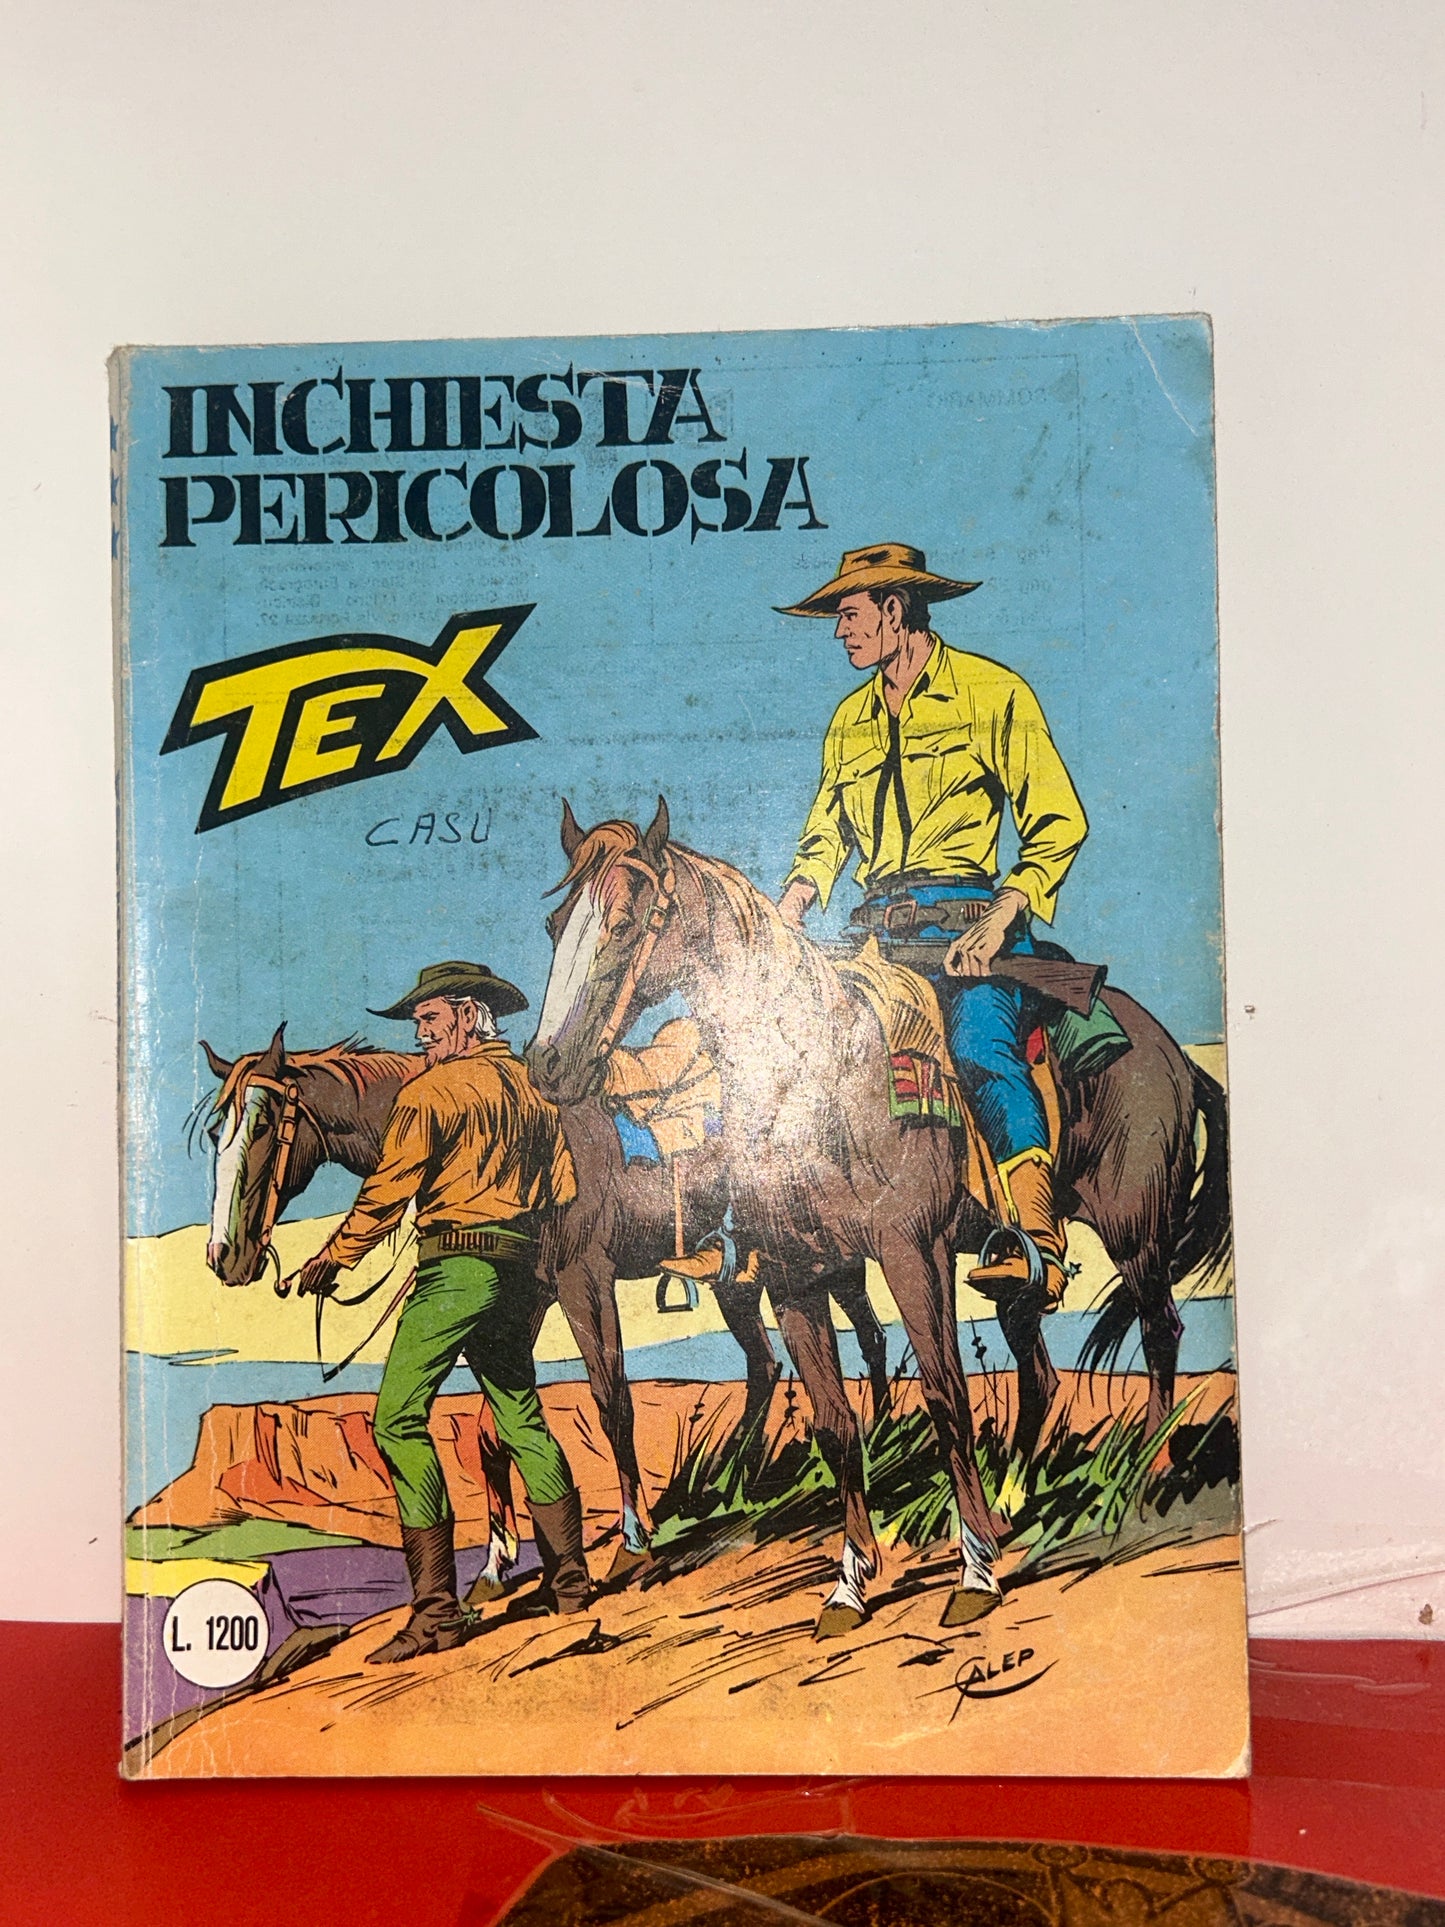 INCHIESTA
PERICOLOSA
TEX
CASU
L. 1200
GALEP